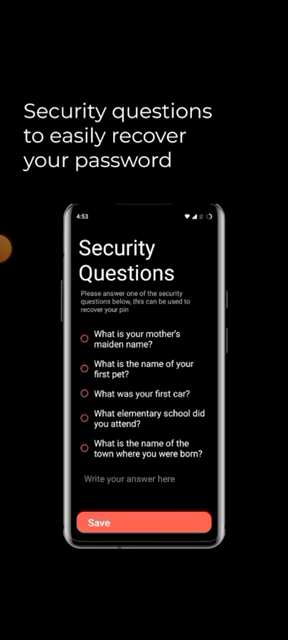 Security questions
to easily recover
your password
4:53
Security
Questions
Please answer one of the security
questions below, this can be used to
recover your pin
What is your mother's
maiden name?
What is the name of your
first pet?
What was your first car?
What elementary school did
you attend?
What is the name of the
town where you were born?
Write your answer here
Save